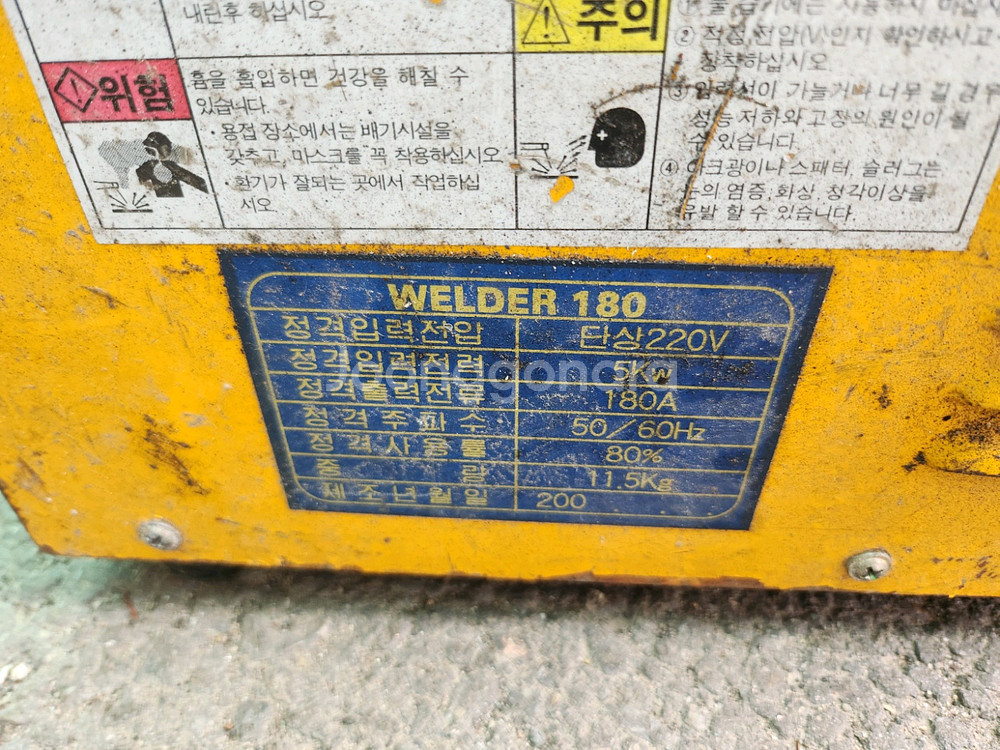 내린후 하십시오
위험
흄을 흡입하면 건강을 해칠 수
있습니다.
· 용접 장소에서는 배기시설을
갖추고, 마스크를 꼭 착용하십시오
· 환기가 잘되는 곳에서 작업하십
시오
주의
② 적정 전압(V)인지 확인하시고
장착하십시오
③ 입력선이 가늘거나 너무 길 경우
성능 저하와 고장의 원인이 될
수 있습니다.
④ 아크광이나 스패터, 슬러그는
눈의 염증, 화상, 청각이상을
유발 할 수 있습니다.
WELDER 180
정격입력전압 단상220V
정격입력전력 5Kw
정격출력전류 180A
정격주파수 50/60Hz
정격사용률 80%
중량 11.5Kg
제조년월일 200